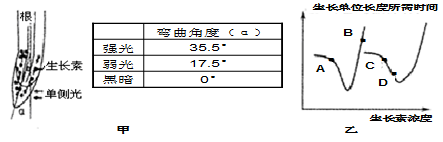 根
生长素
单侧光
α
弯曲角度（α）
强光 35.5°
弱光 17.5°
黑暗 0°
甲
生长单位长度所需时间
B
A
C
D
生长素浓度
乙